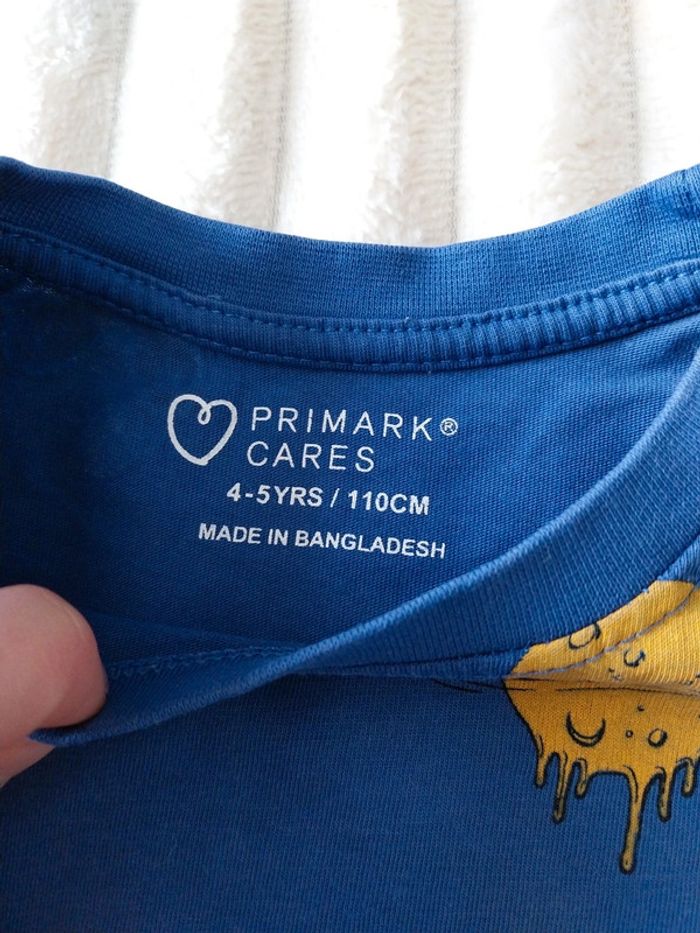 PRIMARK®
CARES
4-5YRS / 110CM
MADE IN BANGLADESH